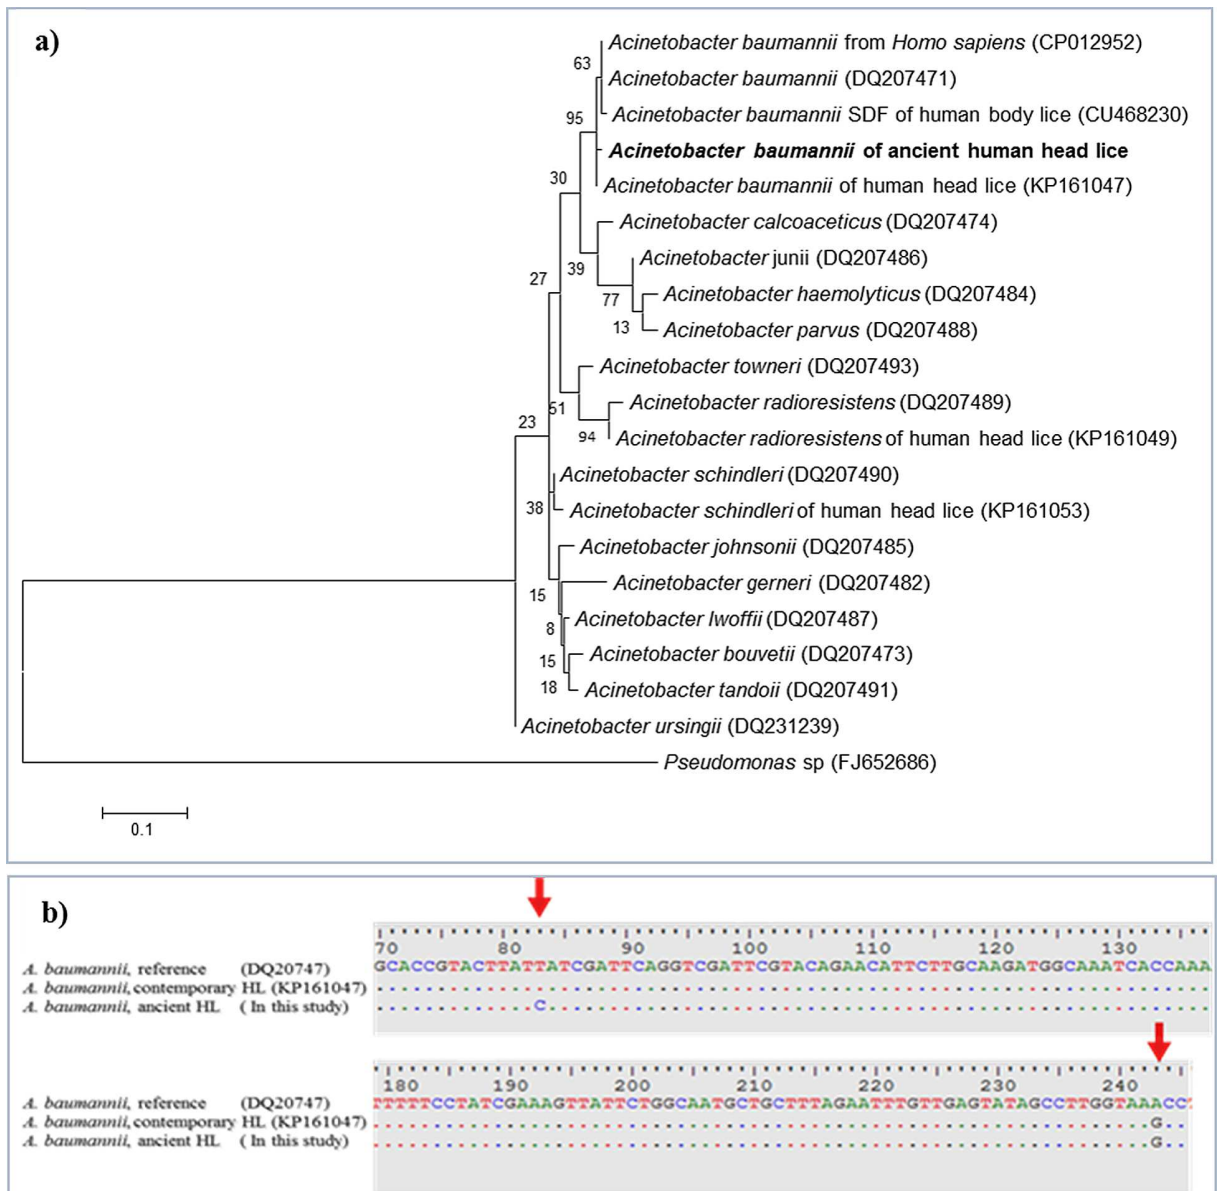 a)
Acinetobacter baumannii from Homo sapiens (CP012952)
63
Acinetobacter baumannii (DQ207471)
95
Acinetobacter baumannii SDF of human body lice (CU468230)
Acinetobacter baumannii of ancient human head lice
30
Acinetobacter baumannii of human head lice (KP161047)
Acinetobacter calcoaceticus (DQ207474)
39
Acinetobacter junii (DQ207486)
27
77
Acinetobacter haemolyticus (DQ207484)
13
Acinetobacter parvus (DQ207488)
Acinetobacter towneri (DQ207493)
51
Acinetobacter radioresistens (DQ207489)
23
94
Acinetobacter radioresistens of human head lice (KP161049)
Acinetobacter schindleri (DQ207490)
38
Acinetobacter schindleri of human head lice (KP161053)
Acinetobacter johnsonii (DQ207485)
15
Acinetobacter gerneri (DQ207482)
8
Acinetobacter lwoffii (DQ207487)
15
Acinetobacter bouvetii (DQ207473)
18
Acinetobacter tandoii (DQ207491)
Acinetobacter ursingii (DQ231239)
Pseudomonas sp (FJ652686)
0.1
b)
70 80 90 100 110 120 130
A. baumannii, reference (DQ20747) GCACCGTACTTATTATCGATTCAGGTCGATTCGTACAGAACATTCTTGCAAGATGGCAAATCACCAAA
A. baumannii, contemporary HL (KP161047)
A. baumannii, ancient HL ( In this study) C
180 190 200 210 220 230 240
A. baumannii, reference (DQ20747) TTTTTCCTATCGAAAGTTATTCTGGCAATGCTGCTTTAGAATTTGTTGAGTATAGCCTTGGTAAACCT
A. baumannii, contemporary HL (KP161047) G
A. baumannii, ancient HL ( In this study) G